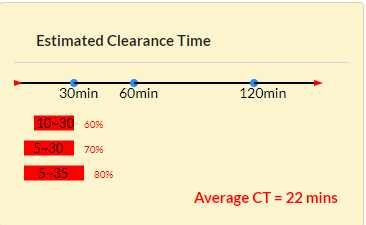 Estimated Clearance Time
30min 60min 120min
10~30 60%
5~30 70%
5~35 80%
Average CT = 22 mins